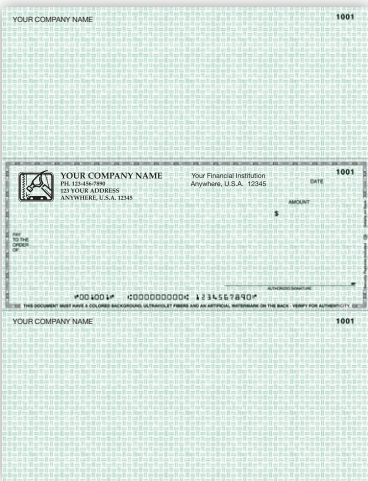 YOUR COMPANY NAME 1001
YOUR COMPANY NAME
PH. 123-456-7890
123 YOUR ADDRESS
ANYWHERE, U.S.A. 12345
Your Financial Institution
Anywhere, U.S.A. 12345
1001
DATE
AMOUNT
$
PAY
TO THE
ORDER
OF:
AUTHORIZED SIGNATURE
⑈001001⑈ ⑆000000000⑆ 1234567890⑈
THIS DOCUMENT MUST HAVE A COLORED BACKGROUND, ULTRAVIOLET FIBERS AND AN ARTIFICIAL WATERMARK ON THE BACK - VERIFY FOR AUTHENTICITY.
YOUR COMPANY NAME 1001